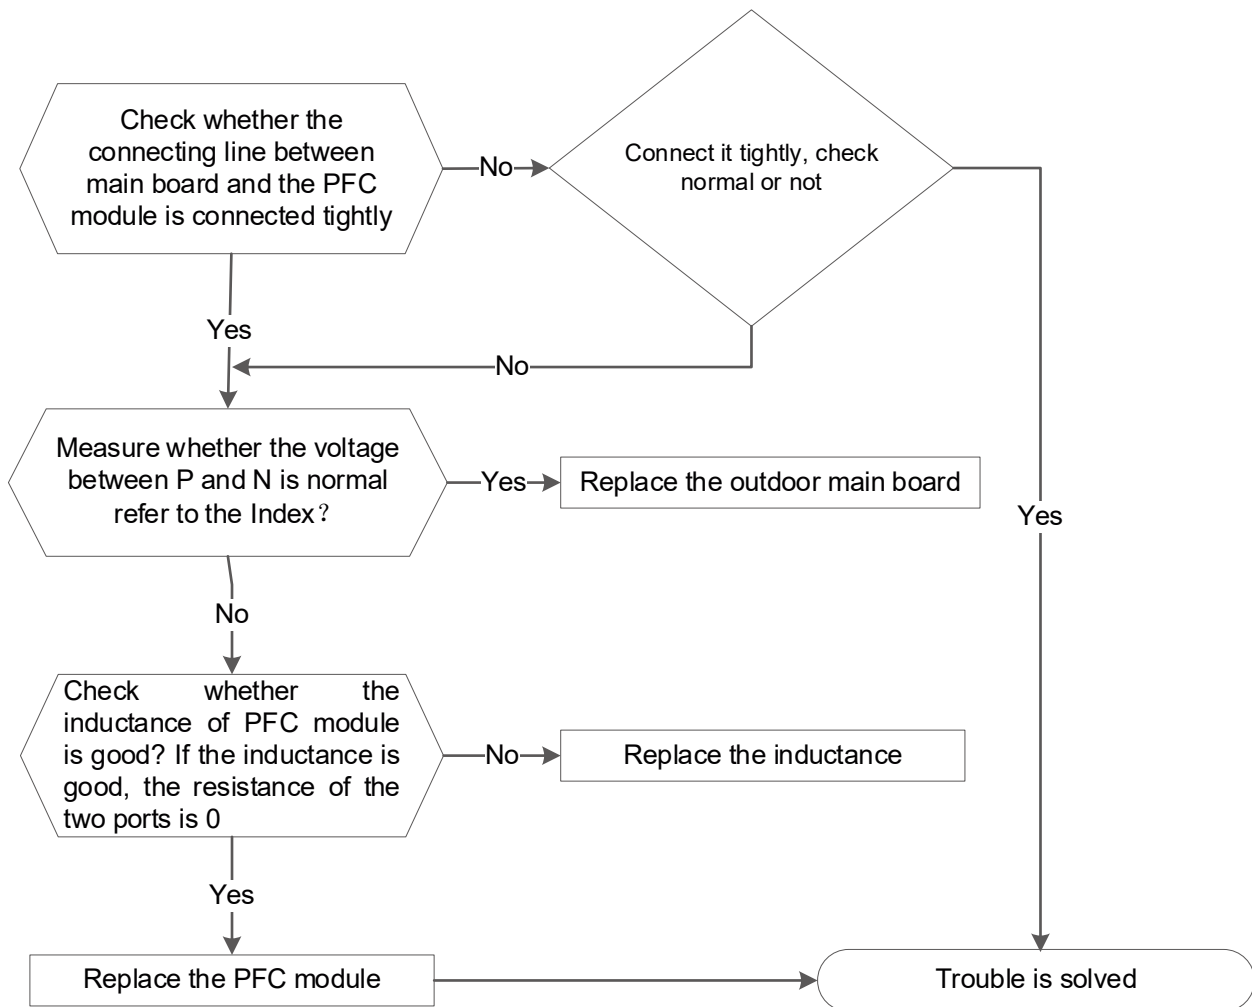 Check whether the
connecting line between
main board and the PFC
module is connected tightly
No
Connect it tightly, check
normal or not
Yes
No
Measure whether the voltage
between P and N is normal
refer to the Index？
Yes
Replace the outdoor main board
Yes
No
Check whether the
inductance of PFC module
is good? If the inductance is
good, the resistance of the
two ports is 0
No
Replace the inductance
Yes
Replace the PFC module
Trouble is solved